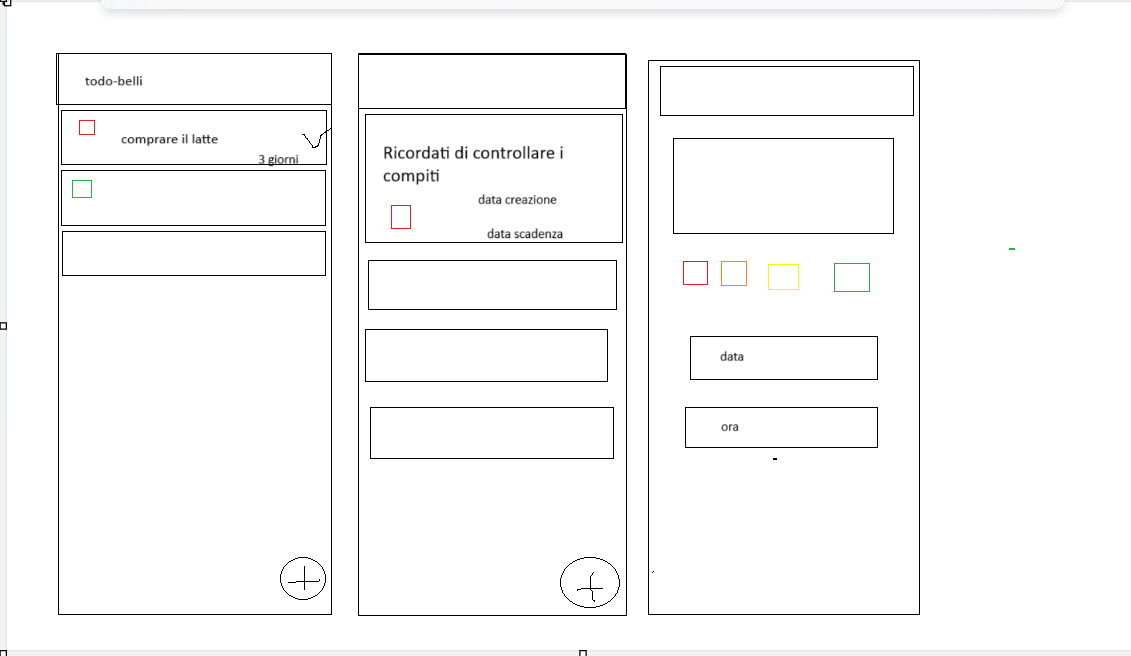 todo-belli
comprare il latte
3 giorni
Ricordati di controllare i
compiti
data creazione
data scadenza
data
ora